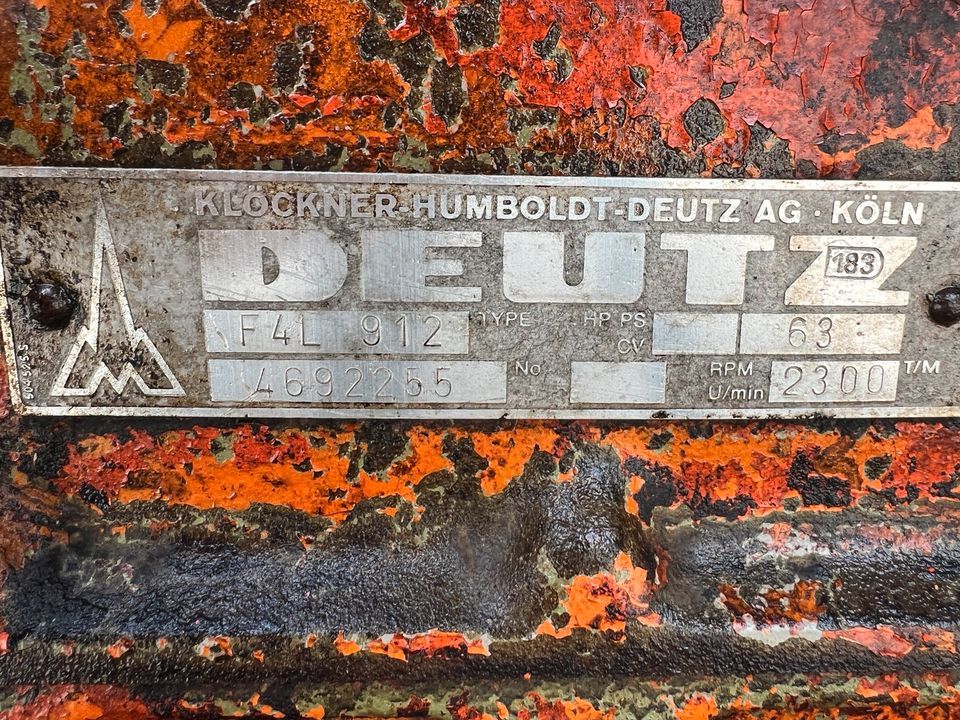 KLÖCKNER-HUMBOLDT-DEUTZ AG · KÖLN
DEUTZ 183
F4L 912 TYPE HP PS CV 63
4692255 No RPM U/min 2300 T/M